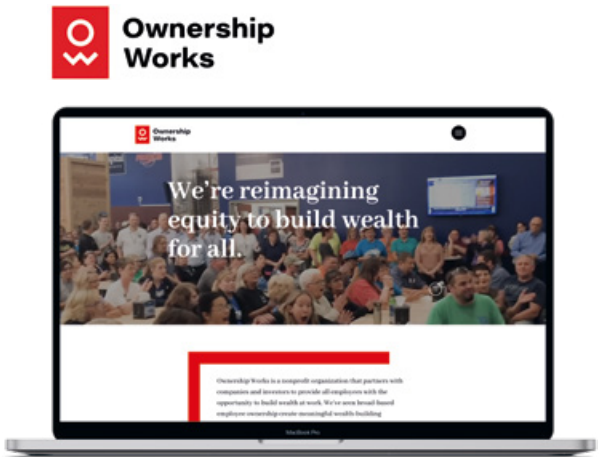 Ownership
Works
Ownership
Works
We're reimagining
equity to build wealth
for all.
Ownership Works is a nonprofit organization that partners with
companies and investors to provide all employees with the
opportunity to build wealth at work. We've seen broad-based
employee ownership create meaningful wealth-building
MacBook Pro